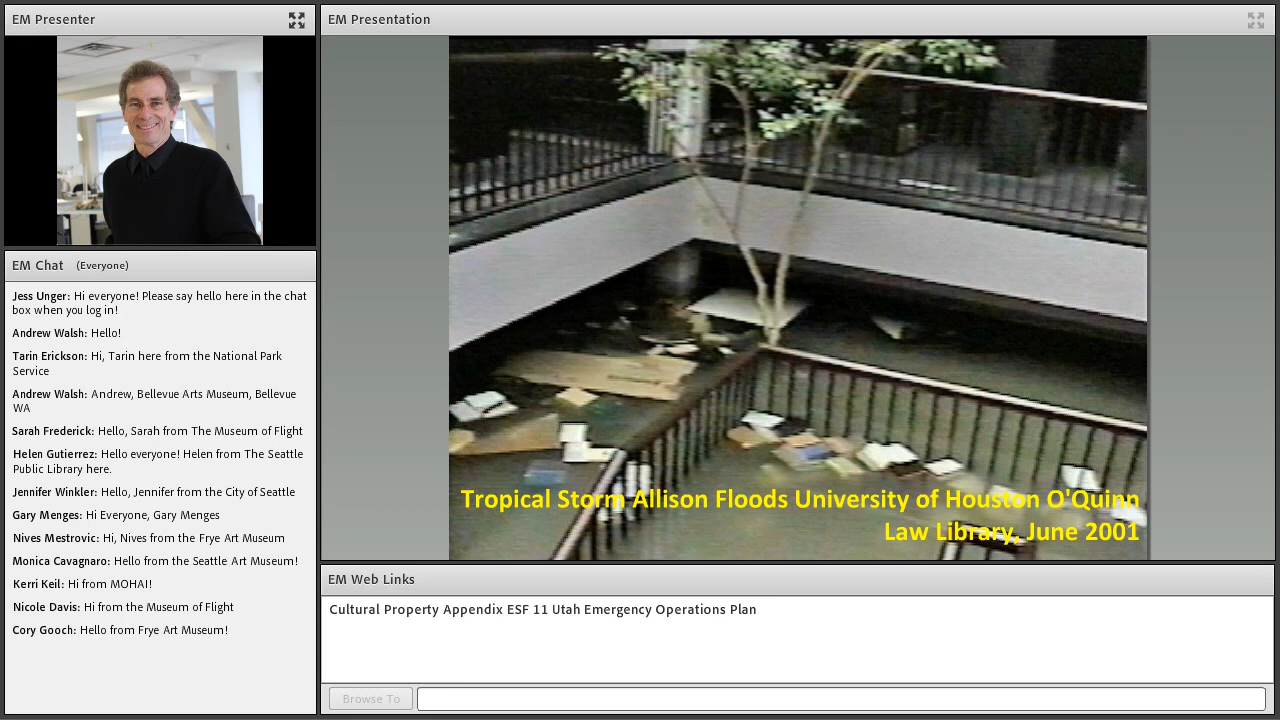 EM Presenter
EM Chat (Everyone)
Jess Unger: Hi everyone! Please say hello here in the chat
box when you log in!
Andrew Walsh: Hello!
Tarin Erickson: Hi, Tarin here from the National Park
Service
Andrew Walsh: Andrew, Bellevue Arts Museum, Bellevue
WA
Sarah Frederick: Hello, Sarah from The Museum of Flight
Helen Gutierrez: Hello everyone! Helen from The Seattle
Public Library here.
Jennifer Winkler: Hello, Jennifer from the City of Seattle
Gary Menges: Hi Everyone, Gary Menges
Nives Mestrovic: Hi, Nives from the Frye Art Museum
Monica Cavagnaro: Hello from the Seattle Art Museum!
Kerri Keil: Hi from MOHAI!
Nicole Davis: Hi from the Museum of Flight
Cory Gooch: Hello from Frye Art Museum!
EM Presentation
Tropical Storm Allison Floods University of Houston O'Quinn
Law Library, June 2001
EM Web Links
Cultural Property Appendix ESF 11 Utah Emergency Operations Plan
Browse To